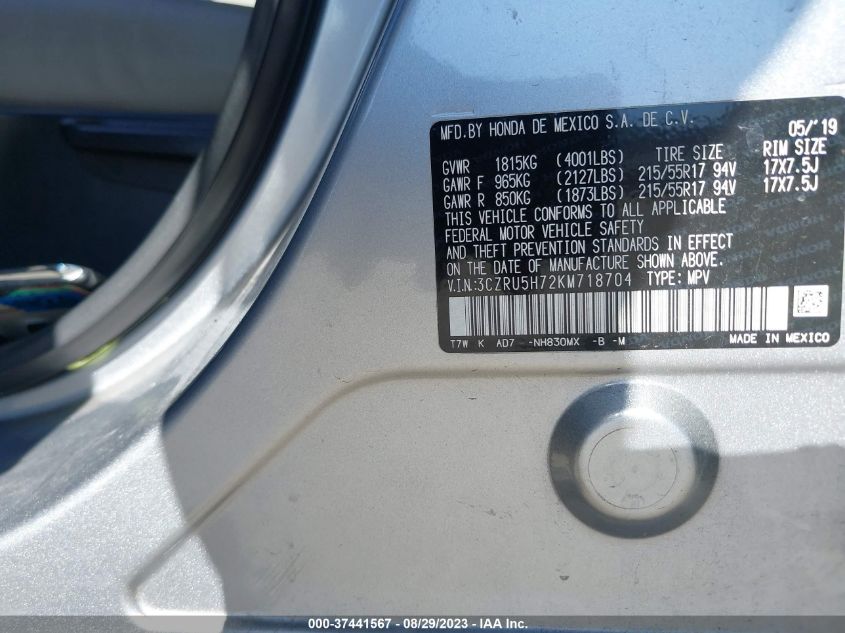 MFD.BY HONDA DE MEXICO S.A. DE C.V. 05/'19
GVWR 1815KG (4001LBS) TIRE SIZE RIM SIZE
GAWR F 965KG (2127LBS) 215/55R17 94V 17X7.5J
GAWR R 850KG (1873LBS) 215/55R17 94V 17X7.5J
THIS VEHICLE CONFORMS TO ALL APPLICABLE
FEDERAL MOTOR VEHICLE SAFETY
AND THEFT PREVENTION STANDARDS IN EFFECT
ON THE DATE OF MANUFACTURE SHOWN ABOVE.
V.IN:3CZRU5H72KM718704 TYPE: MPV
T7W K AD7 -NH830MX -B -M MADE IN MEXICO
000-37441567 - 08/29/2023 - IAA Inc.